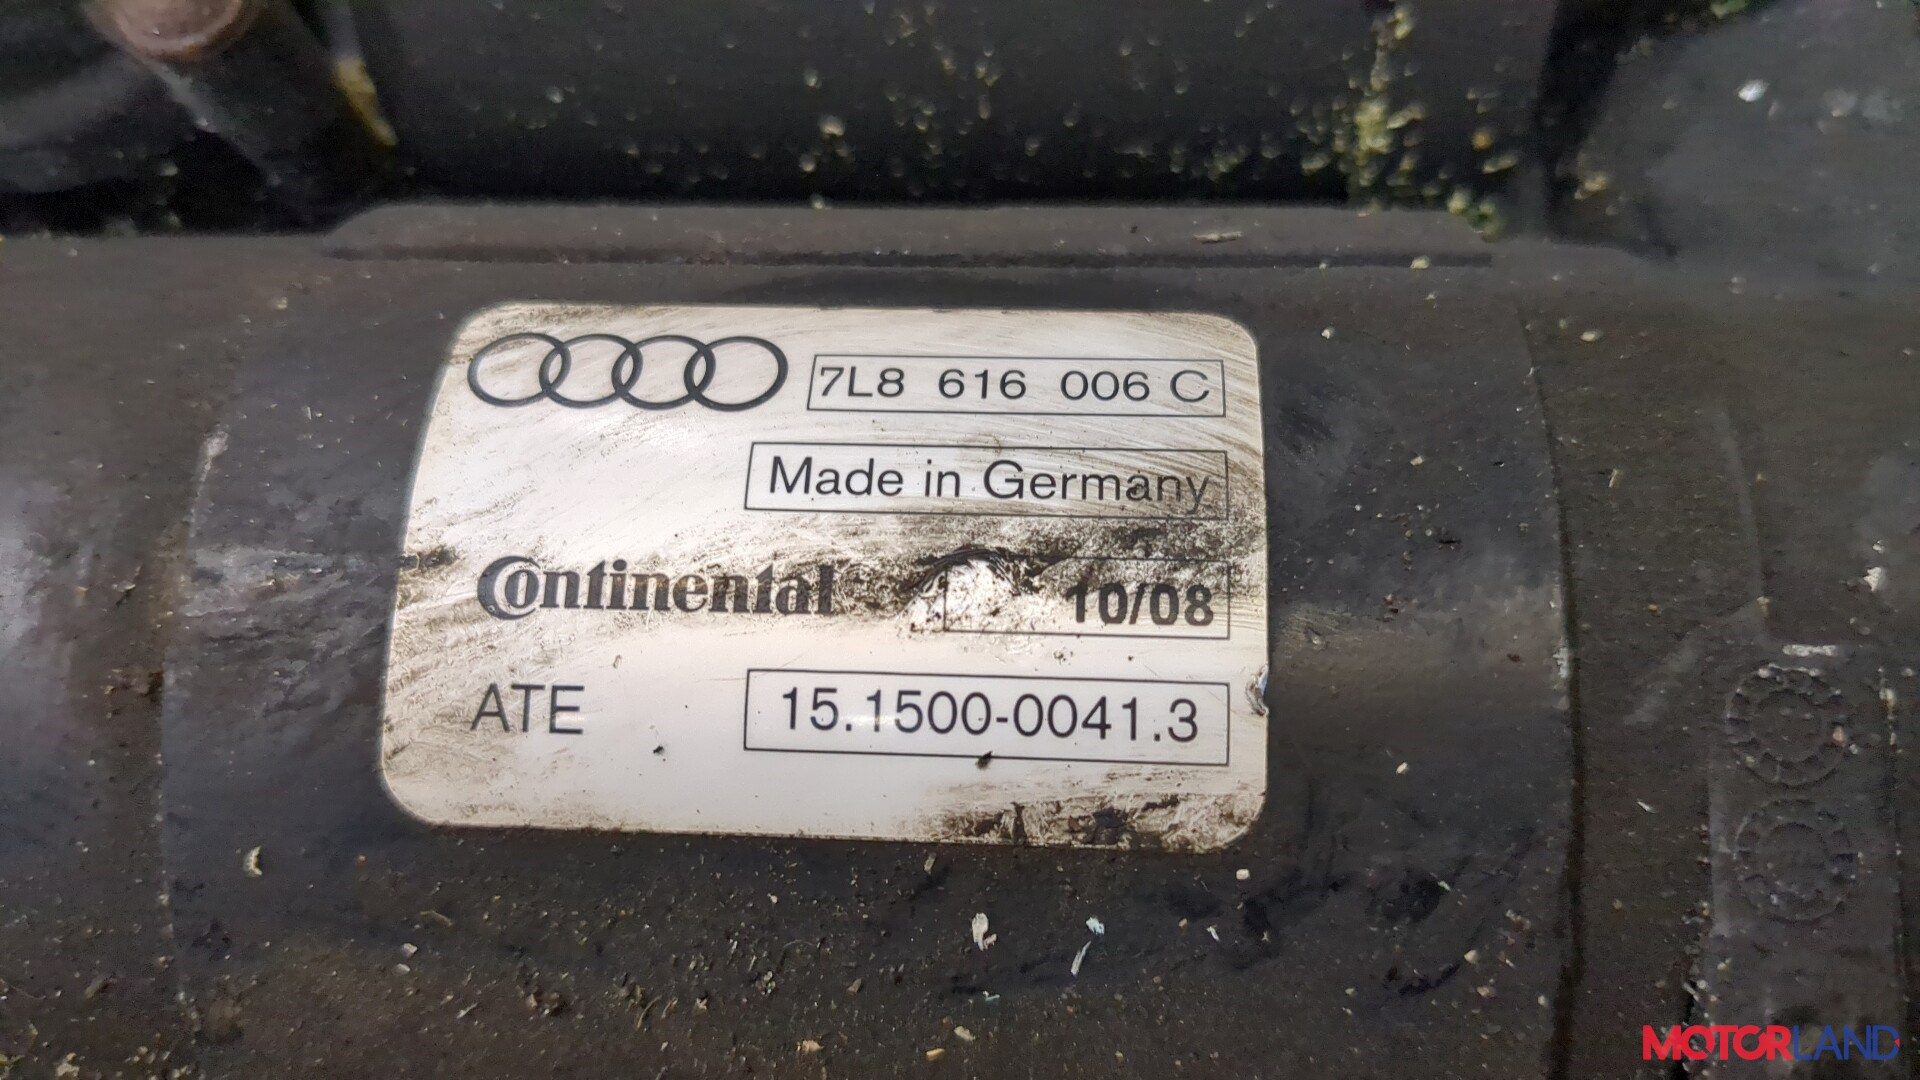 7L8 616 006 C
Made in Germany
Continental 10/08
ATE 15.1500-0041.3
MOTORLAND